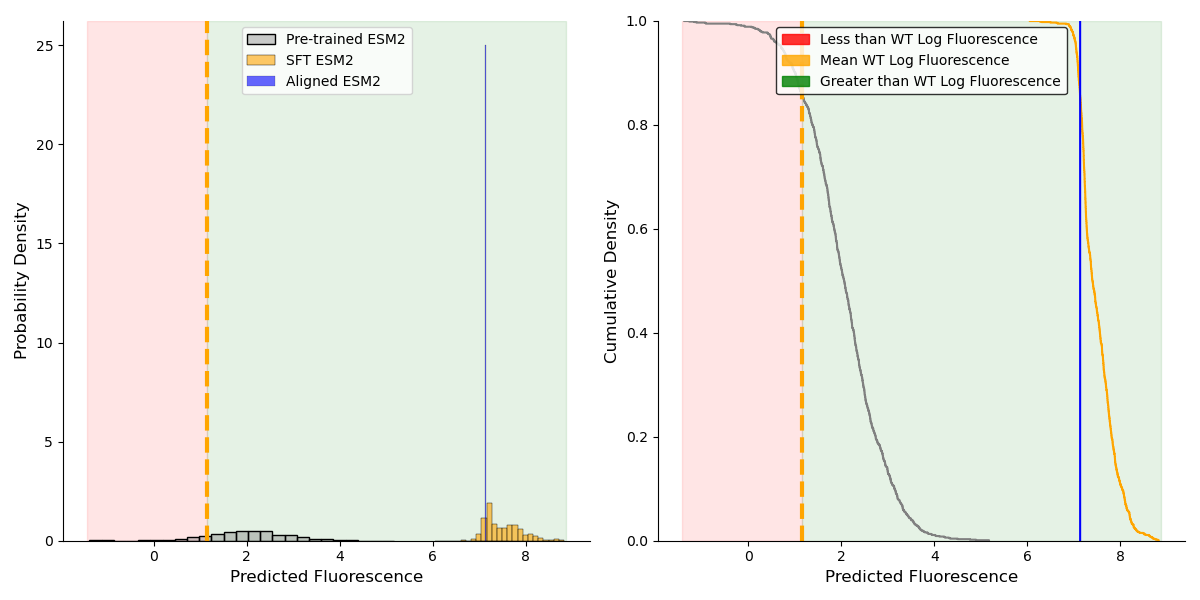 Probability Density
25
20
15
10
5
0
Pre-trained ESM2
SFT ESM2
Aligned ESM2
0 2 4 6 8
Predicted Fluorescence
Cumulative Density
1.0
0.8
0.6
0.4
0.2
0.0
Less than WT Log Fluorescence
Mean WT Log Fluorescence
Greater than WT Log Fluorescence
0 2 4 6 8
Predicted Fluorescence